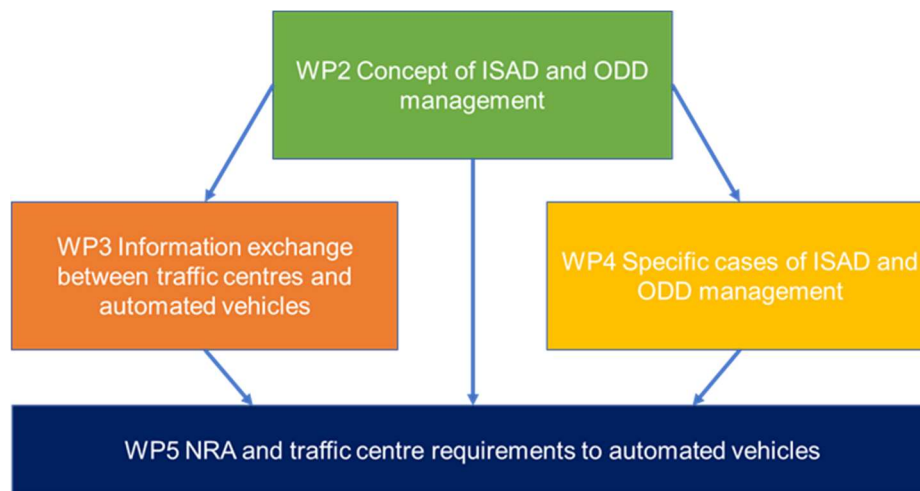 WP2 Concept of ISAD and ODD
management
WP3 Information exchange
between traffic centres and
automated vehicles
WP4 Specific cases of ISAD and
ODD management
WP5 NRA and traffic centre requirements to automated vehicles